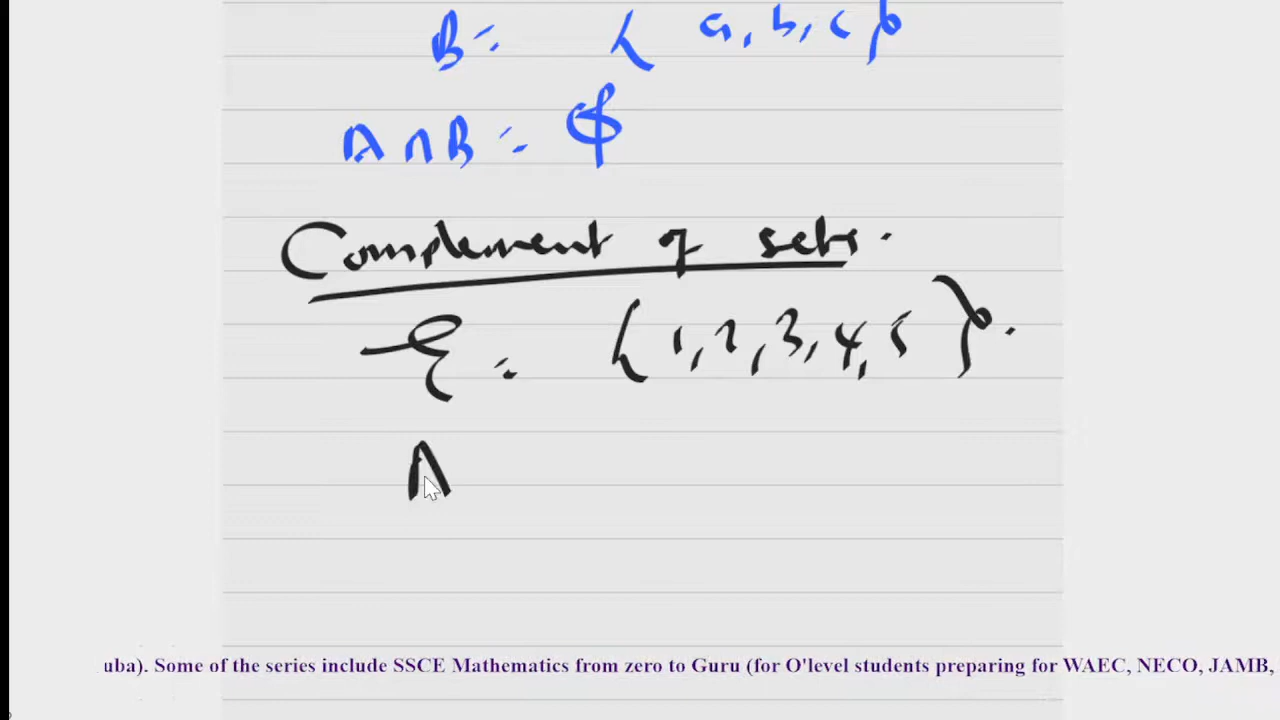 B = { a, b, c }
A ∩ B = ϕ
Complement of sets.
ξ = { 1, 2, 3, 4, 5 }.
A
uba). Some of the series include SSCE Mathematics from zero to Guru (for O'level students preparing for WAEC, NECO, JAMB,